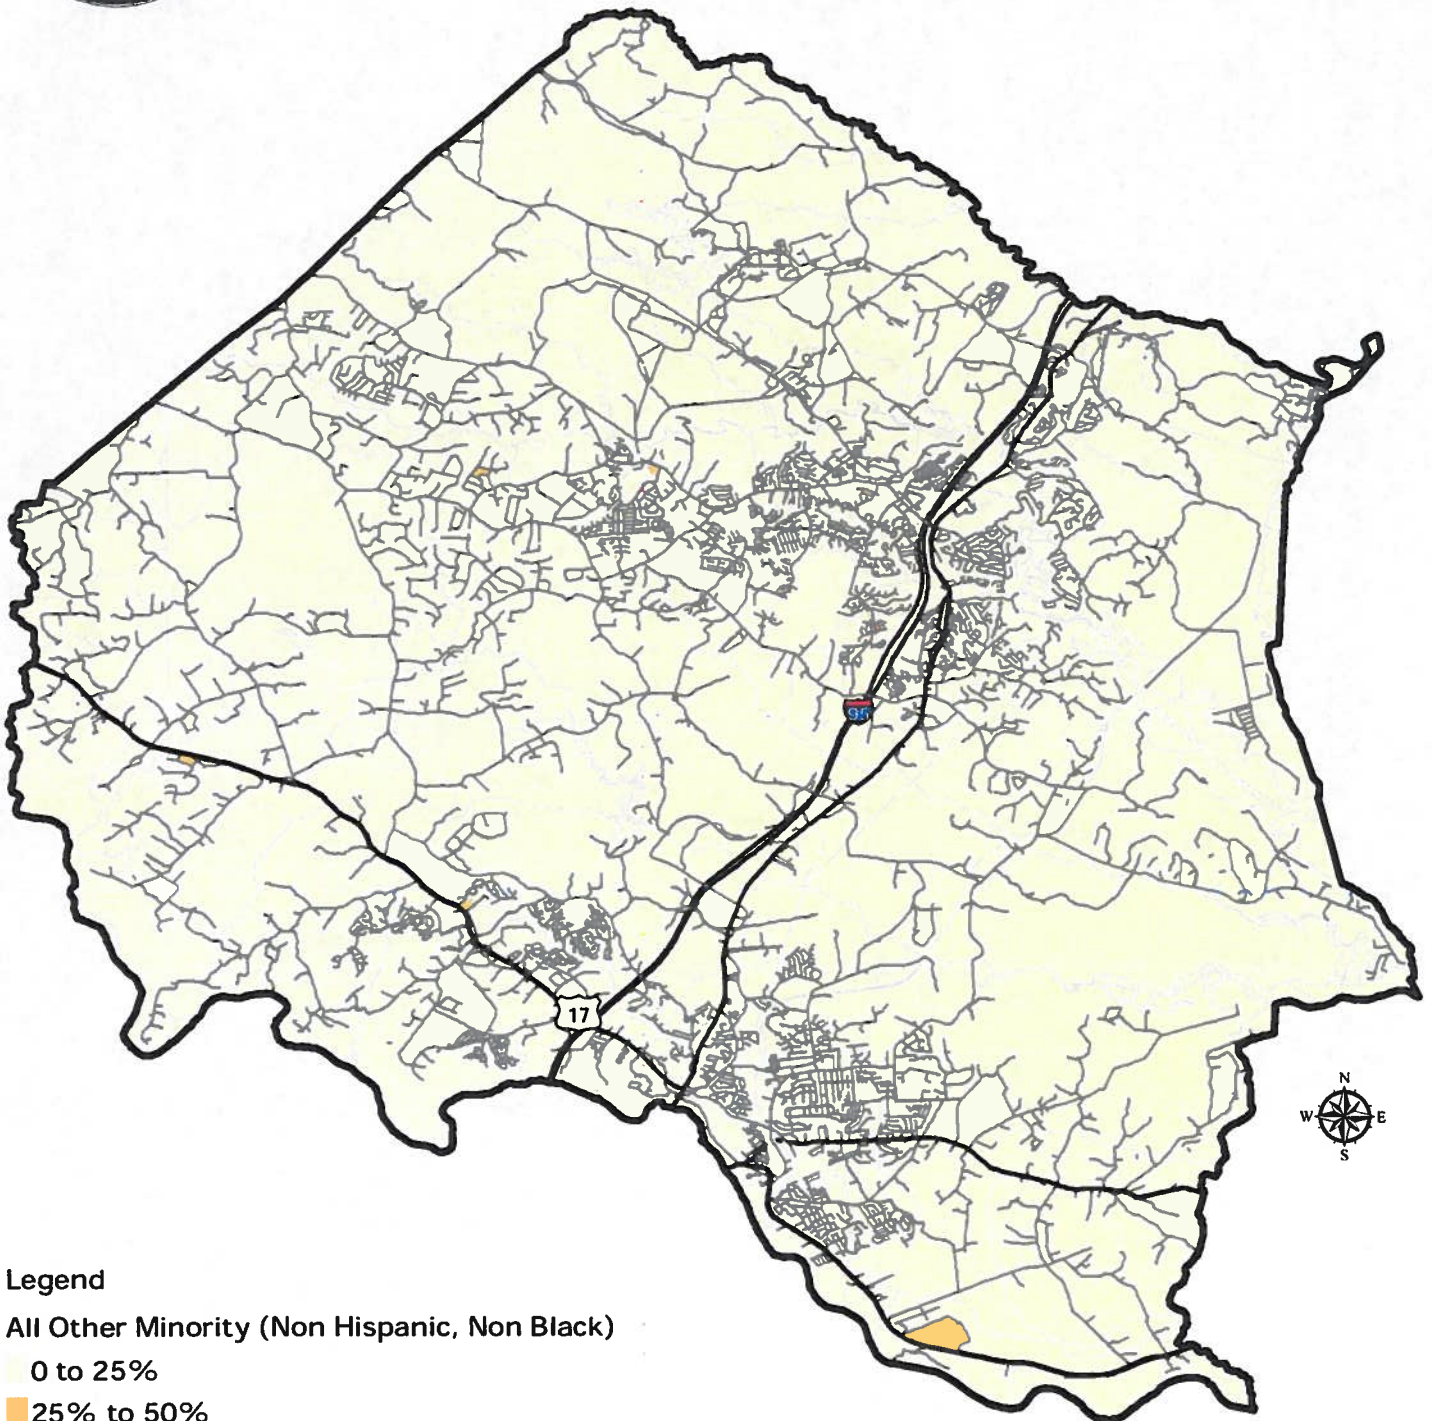 95
17
N
W E
S
Legend
All Other Minority (Non Hispanic, Non Black)
0 to 25%
25% to 50%